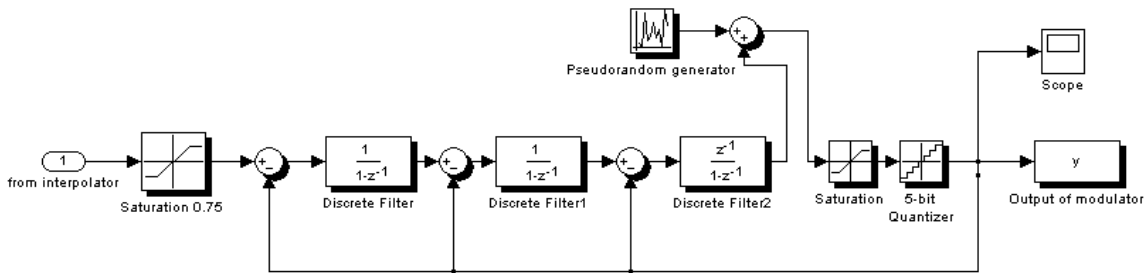 Pseudorandom generator
+
+
Scope
1
from interpolator
Saturation 0.75
+
−
1
1-z⁻¹
Discrete Filter
+
−
1
1-z⁻¹
Discrete Filter1
+
−
z⁻¹
1-z⁻¹
Discrete Filter2
Saturation
5-bit
Quantizer
y
Output of modulator